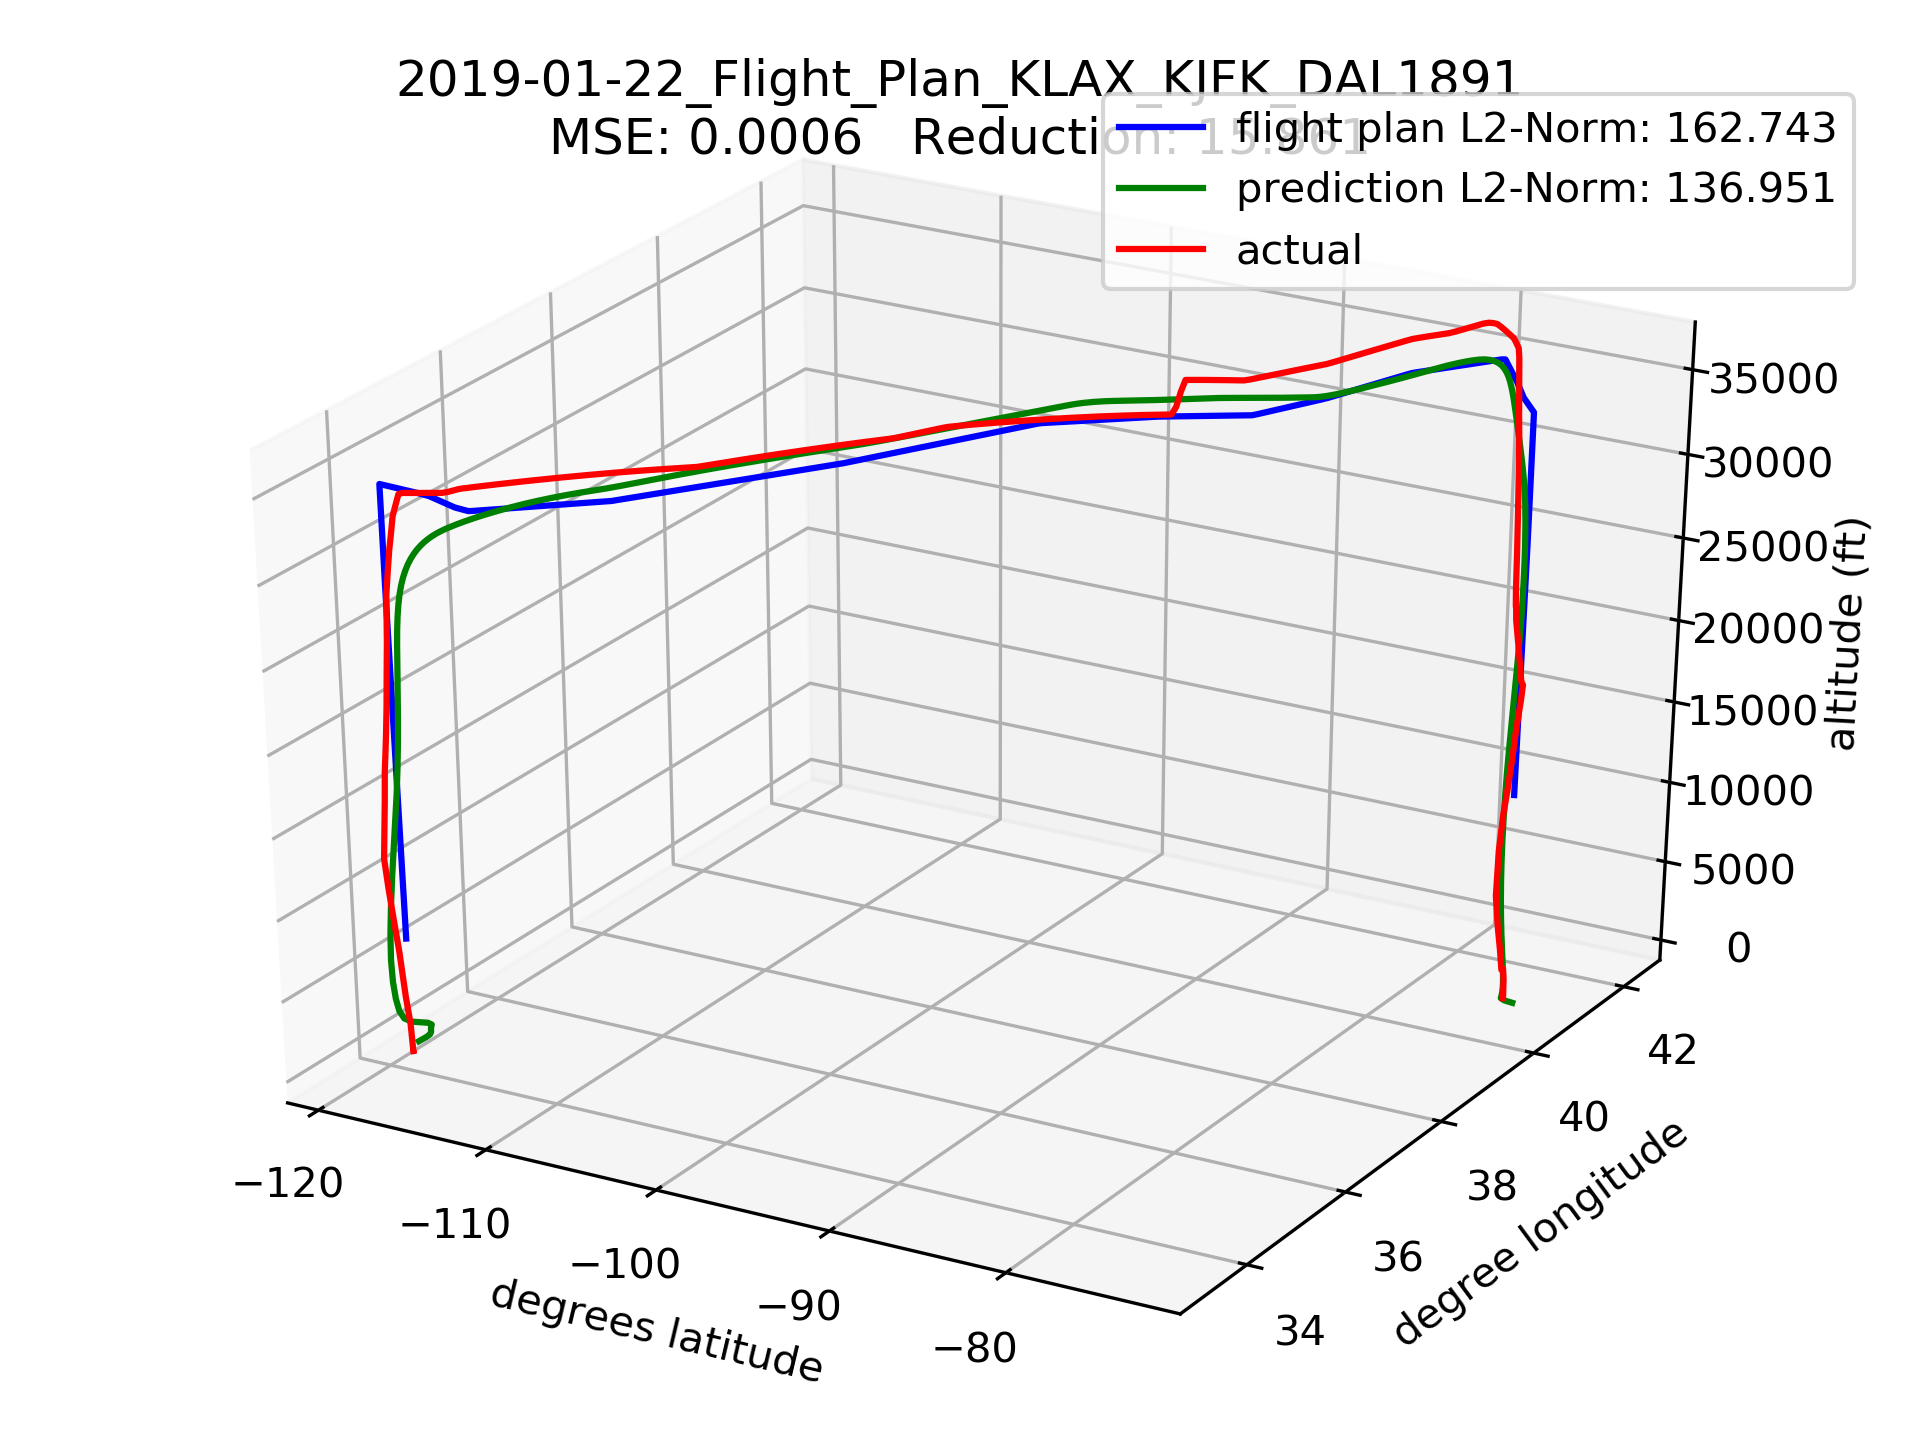 2019-01-22_Flight_Plan_KLAX_KJFK_DAL1891
MSE: 0.0006   Reduction: 15.861
flight plan L2-Norm: 162.743
prediction L2-Norm: 136.951
actual
35000
30000
25000
20000
15000
10000
5000
0
altitude (ft)
42
40
38
36
34
degree longitude
−120
−110
−100
−90
−80
degrees latitude